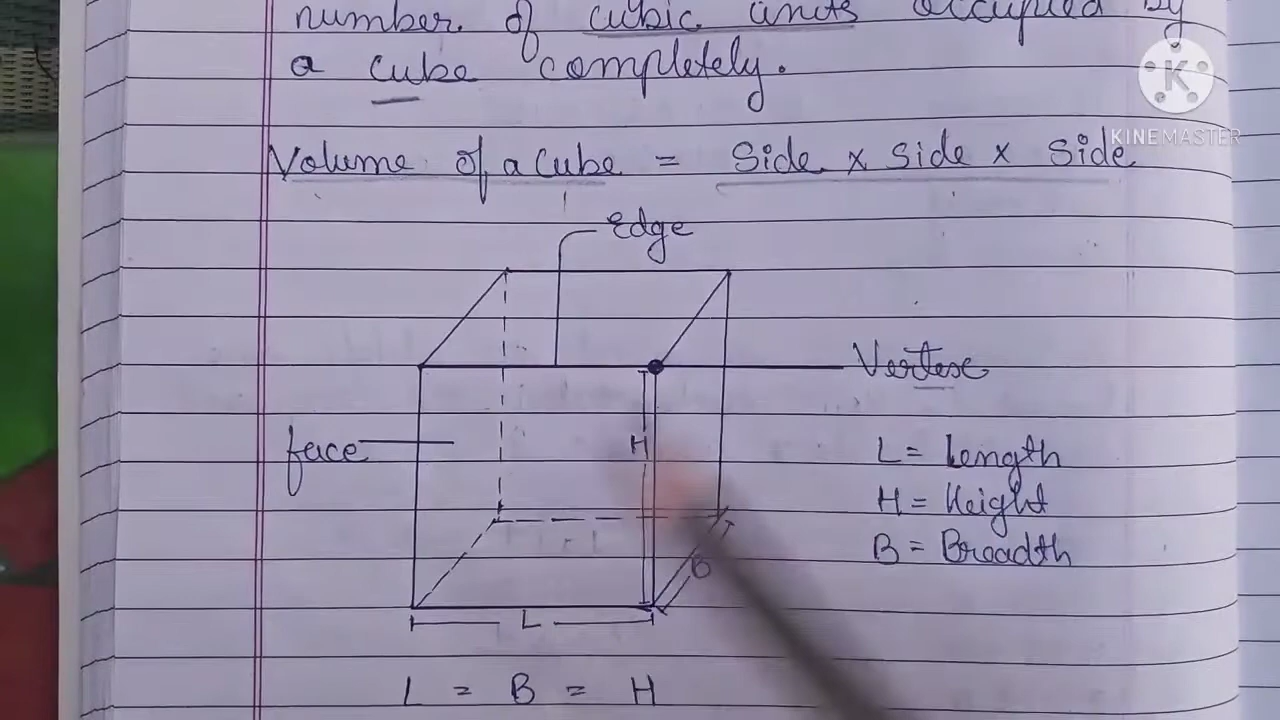 number of cubic units occupied by
a cube completely.
K
KINEMASTER
Volume of a Cube = Side x Side x Side
edge
Vertex
H
face
L = Length
H = Height
B = Breadth
B
L
L = B = H